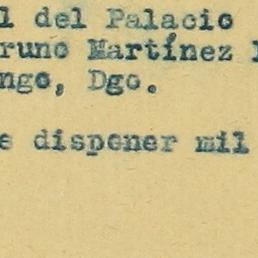 l del Palacio
runo Martínez
ngo, Dgo.
e dispener mil